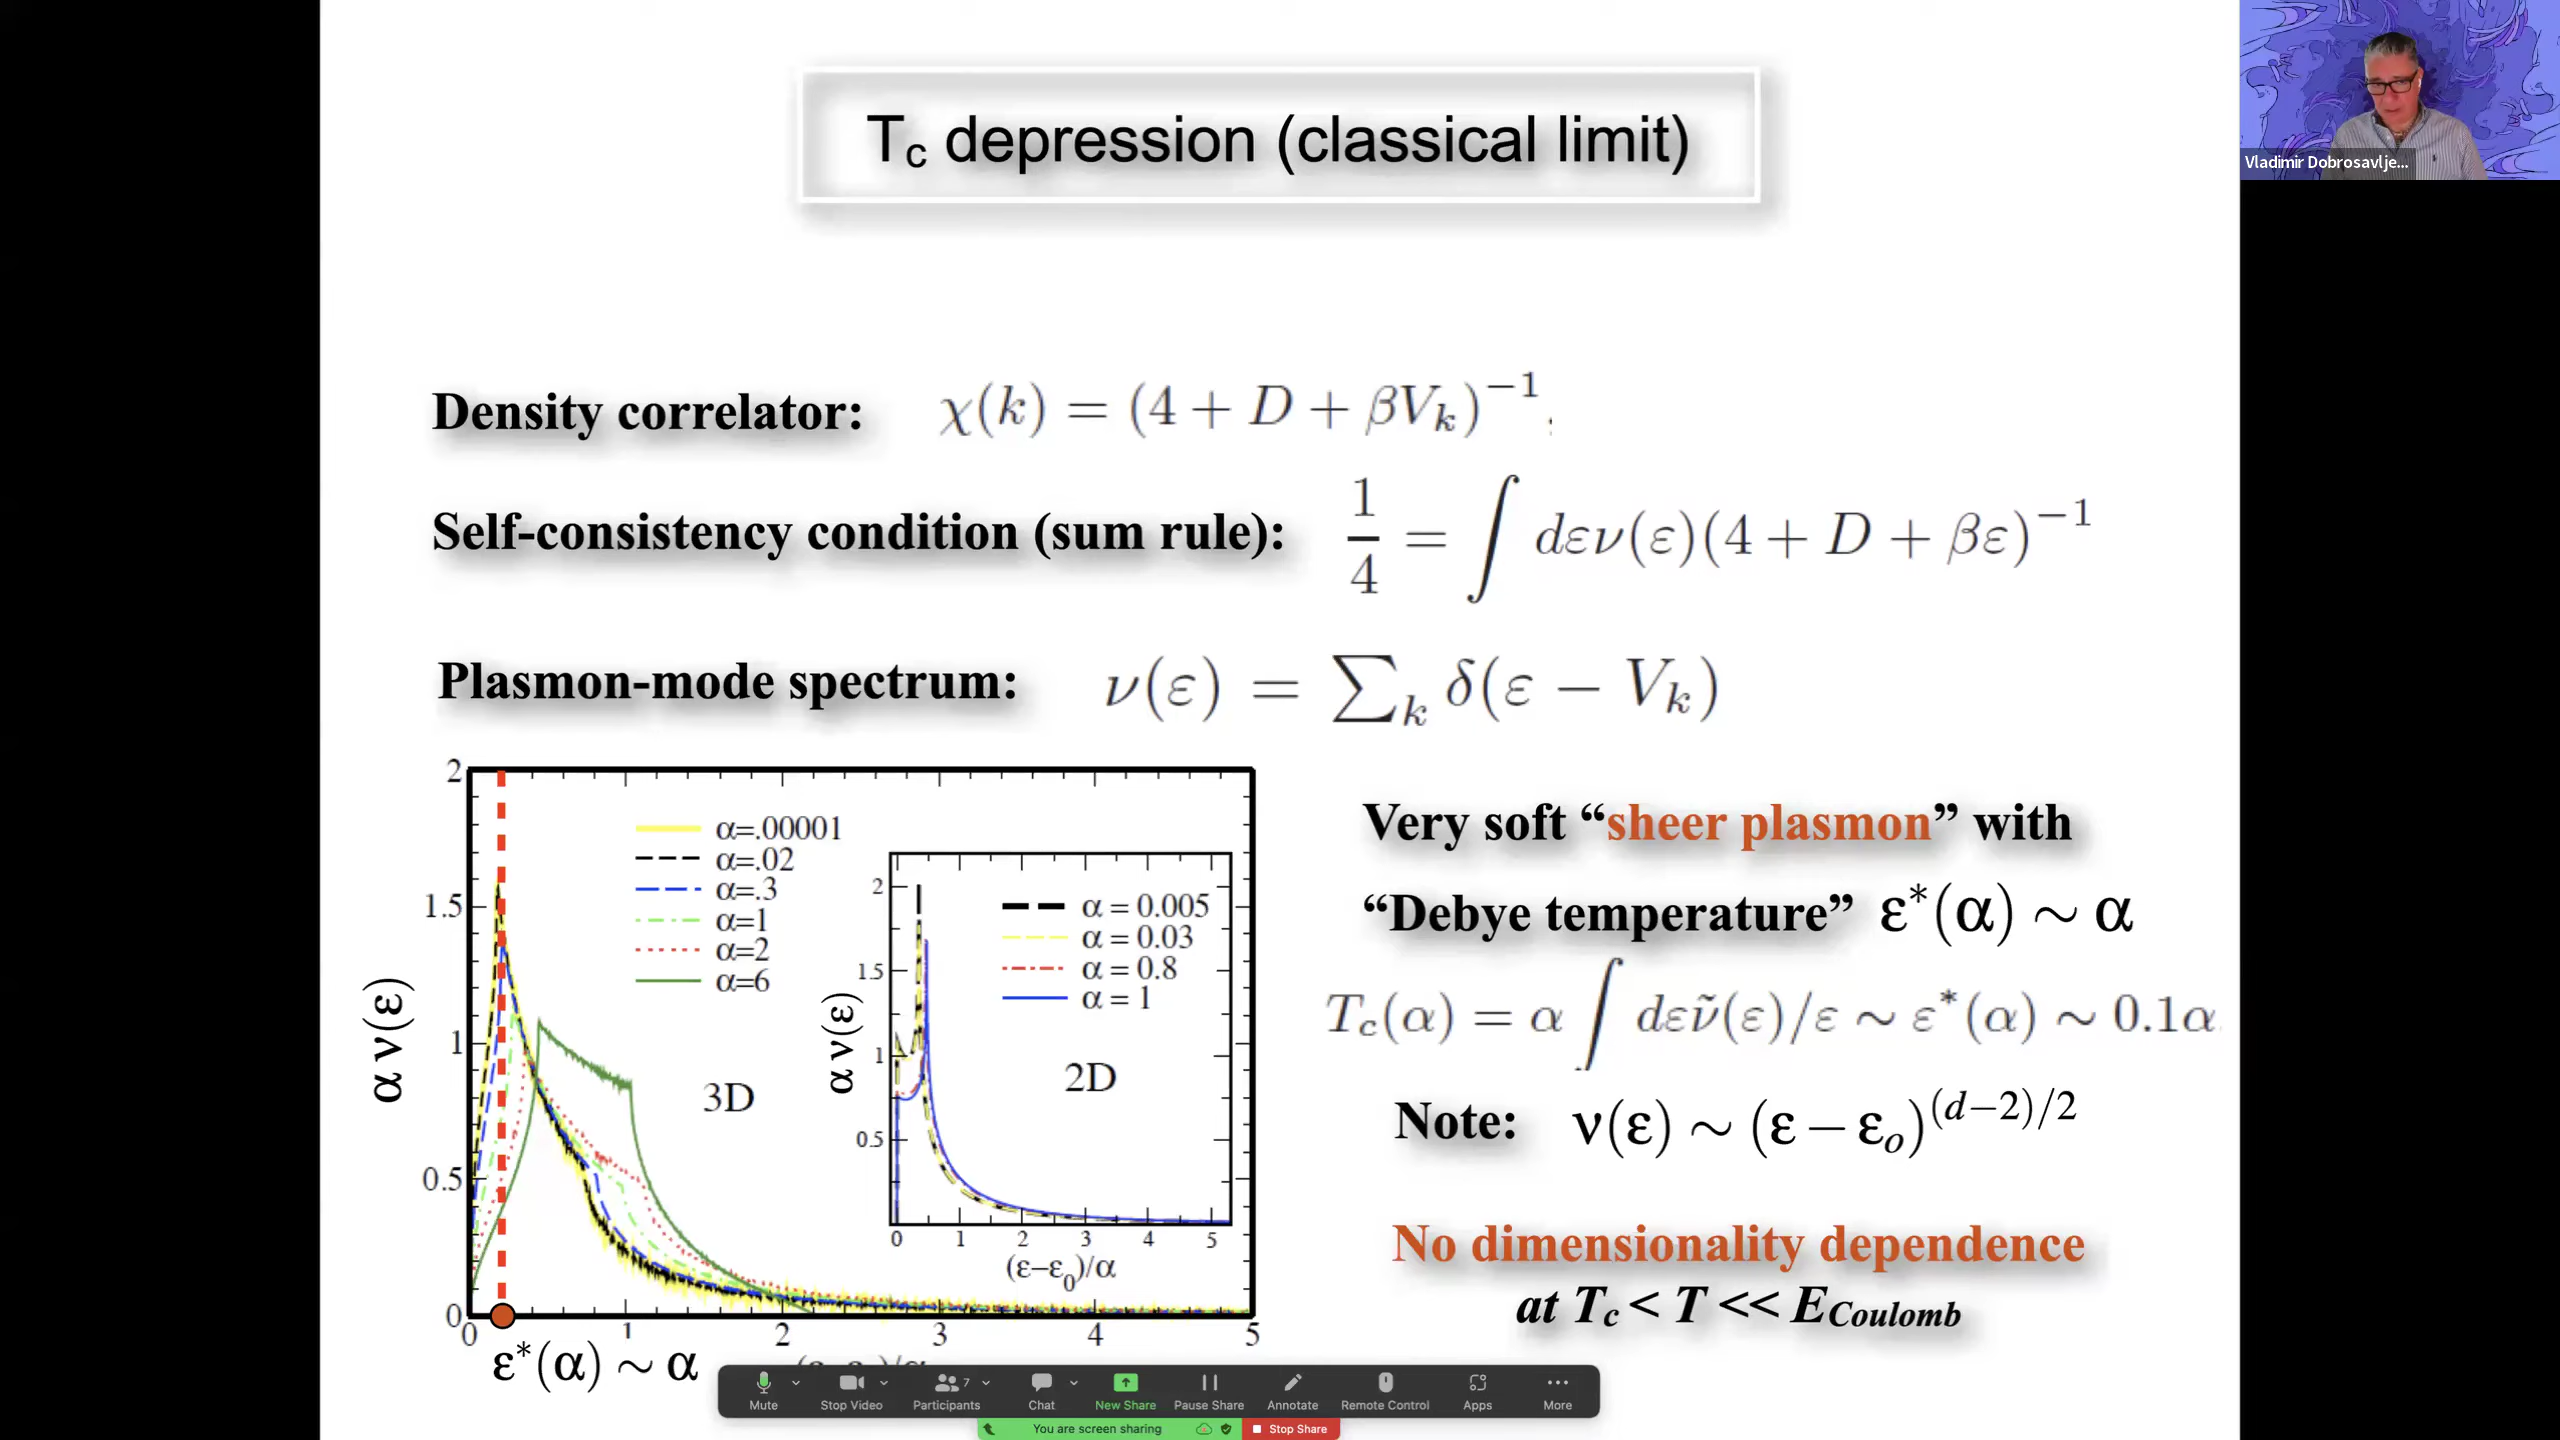 T_c depression (classical limit)
Vladimir Dobrosavlje...
Density correlator: χ(k) = (4 + D + βV_k)^{−1}
Self-consistency condition (sum rule): 1/4 = ∫ dεν(ε)(4 + D + βε)^{−1}
Plasmon-mode spectrum: ν(ε) = ∑_k δ(ε − V_k)
2
1.5
1
0.5
0
α ν(ε)
α=.00001
α=.02
α=.3
α=1
α=2
α=6
3D
0 1 2 3 4 5
ε*(α) ~ α
2
1.5
1
0.5
α ν(ε)
α = 0.005
α = 0.03
α = 0.8
α = 1
2D
0 1 2 3 4 5
(ε−ε_0)/α
Very soft “sheer plasmon” with
“Debye temperature” ε*(α) ~ α
T_c(α) = α ∫ dεν̃(ε)/ε ~ ε*(α) ~ 0.1α
Note: ν(ε) ~ (ε − ε_o)^{(d−2)/2}
No dimensionality dependence
at T_c < T << E_Coulomb
Mute Stop Video Participants 7 Chat New Share Pause Share Annotate Remote Control Apps More
You are screen sharing Stop Share